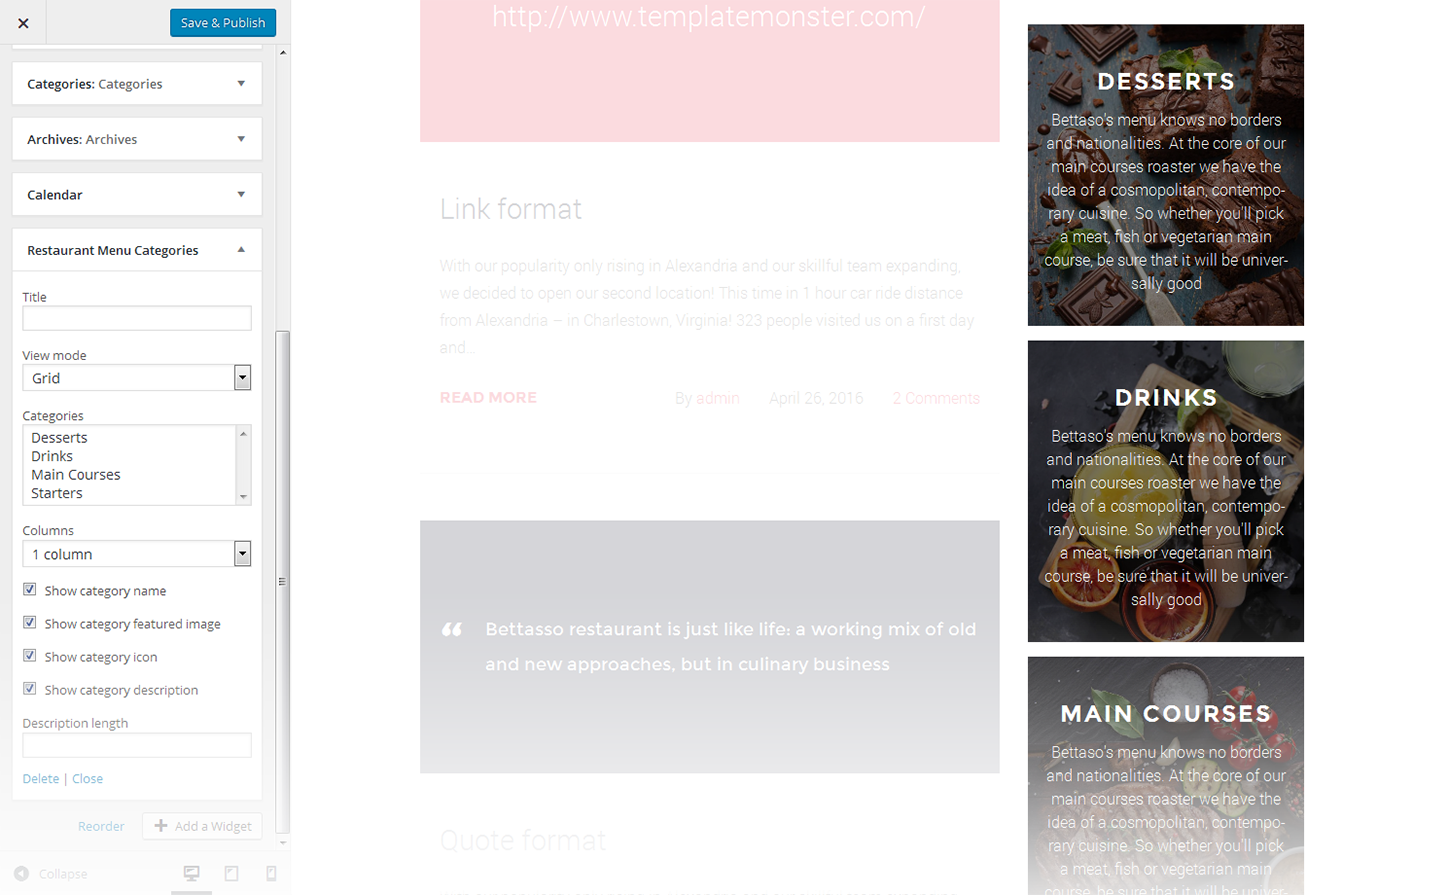 Save & Publish
Categories: Categories
Archives: Archives
Calendar
Restaurant Menu Categories
Title
View mode
Grid
Categories
Desserts
Drinks
Main Courses
Starters
Columns
1 column
Show category name
Show category featured image
Show category icon
Show category description
Description length
Delete | Close
Reorder
Add a Widget
Collapse
http://www.templatemonster.com/
Link format
With our popularity only rising in Alexandria and our skillful team expanding,
we decided to open our second location! This time in 1 hour car ride distance
from Alexandria – in Charlestown, Virginia! 323 people visited us on a first day
and...
READ MORE By admin April 26, 2016 2 Comments
“ Bettasso restaurant is just like life: a working mix of old
and new approaches, but in culinary business
Quote format
DESSERTS
Bettaso's menu knows no borders
and nationalities. At the core of our
main courses roaster we have the
idea of a cosmopolitan, contempo-
rary cuisine. So whether you'll pick
a meat, fish or vegetarian main
course, be sure that it will be univer-
sally good
DRINKS
Bettaso's menu knows no borders
and nationalities. At the core of our
main courses roaster we have the
idea of a cosmopolitan, contempo-
rary cuisine. So whether you'll pick
a meat, fish or vegetarian main
course, be sure that it will be univer-
sally good
MAIN COURSES
Bettaso's menu knows no borders
and nationalities. At the core of our
main courses roaster we have the
idea of a cosmopolitan, contempo-
rary cuisine. So whether you'll pick
a meat, fish or vegetarian main
course, be sure that it will be univer-